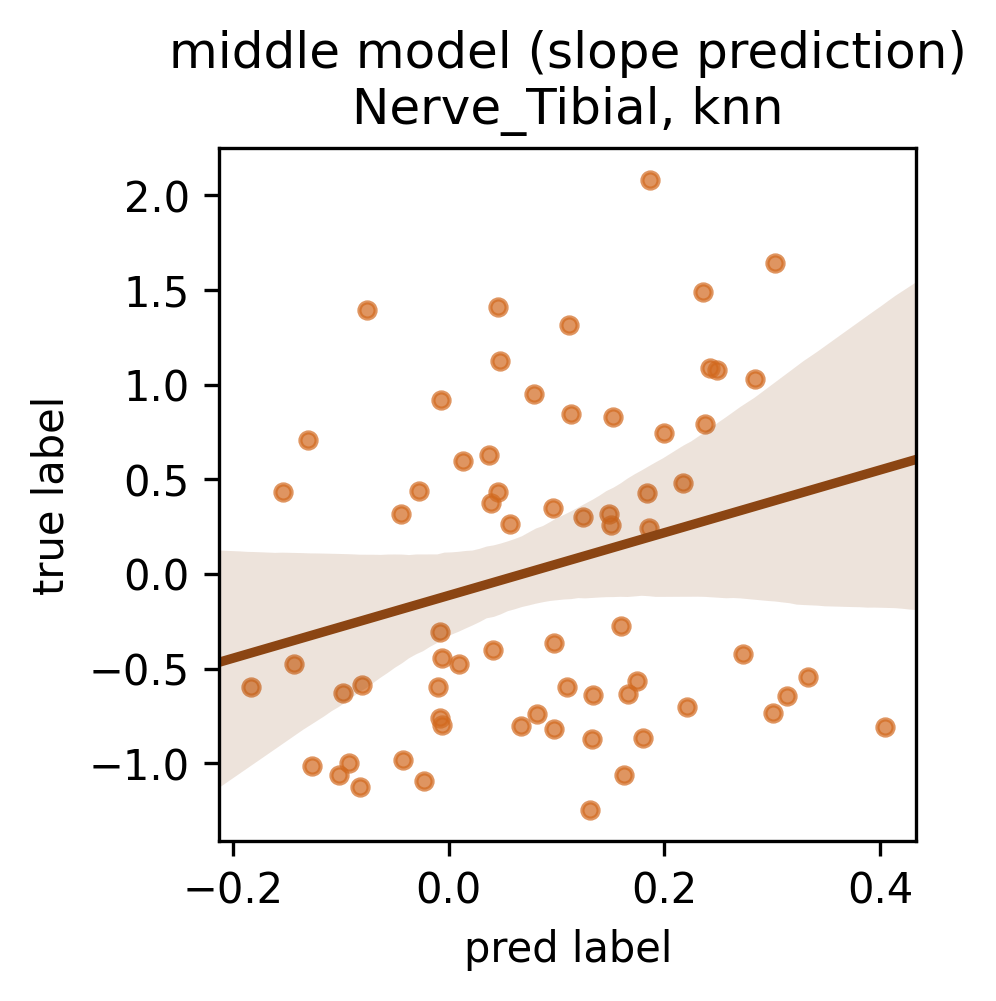 middle model (slope prediction)
Nerve_Tibial, knn
2.0
1.5
1.0
0.5
0.0
−0.5
−1.0
true label
−0.2
0.0
0.2
0.4
pred label